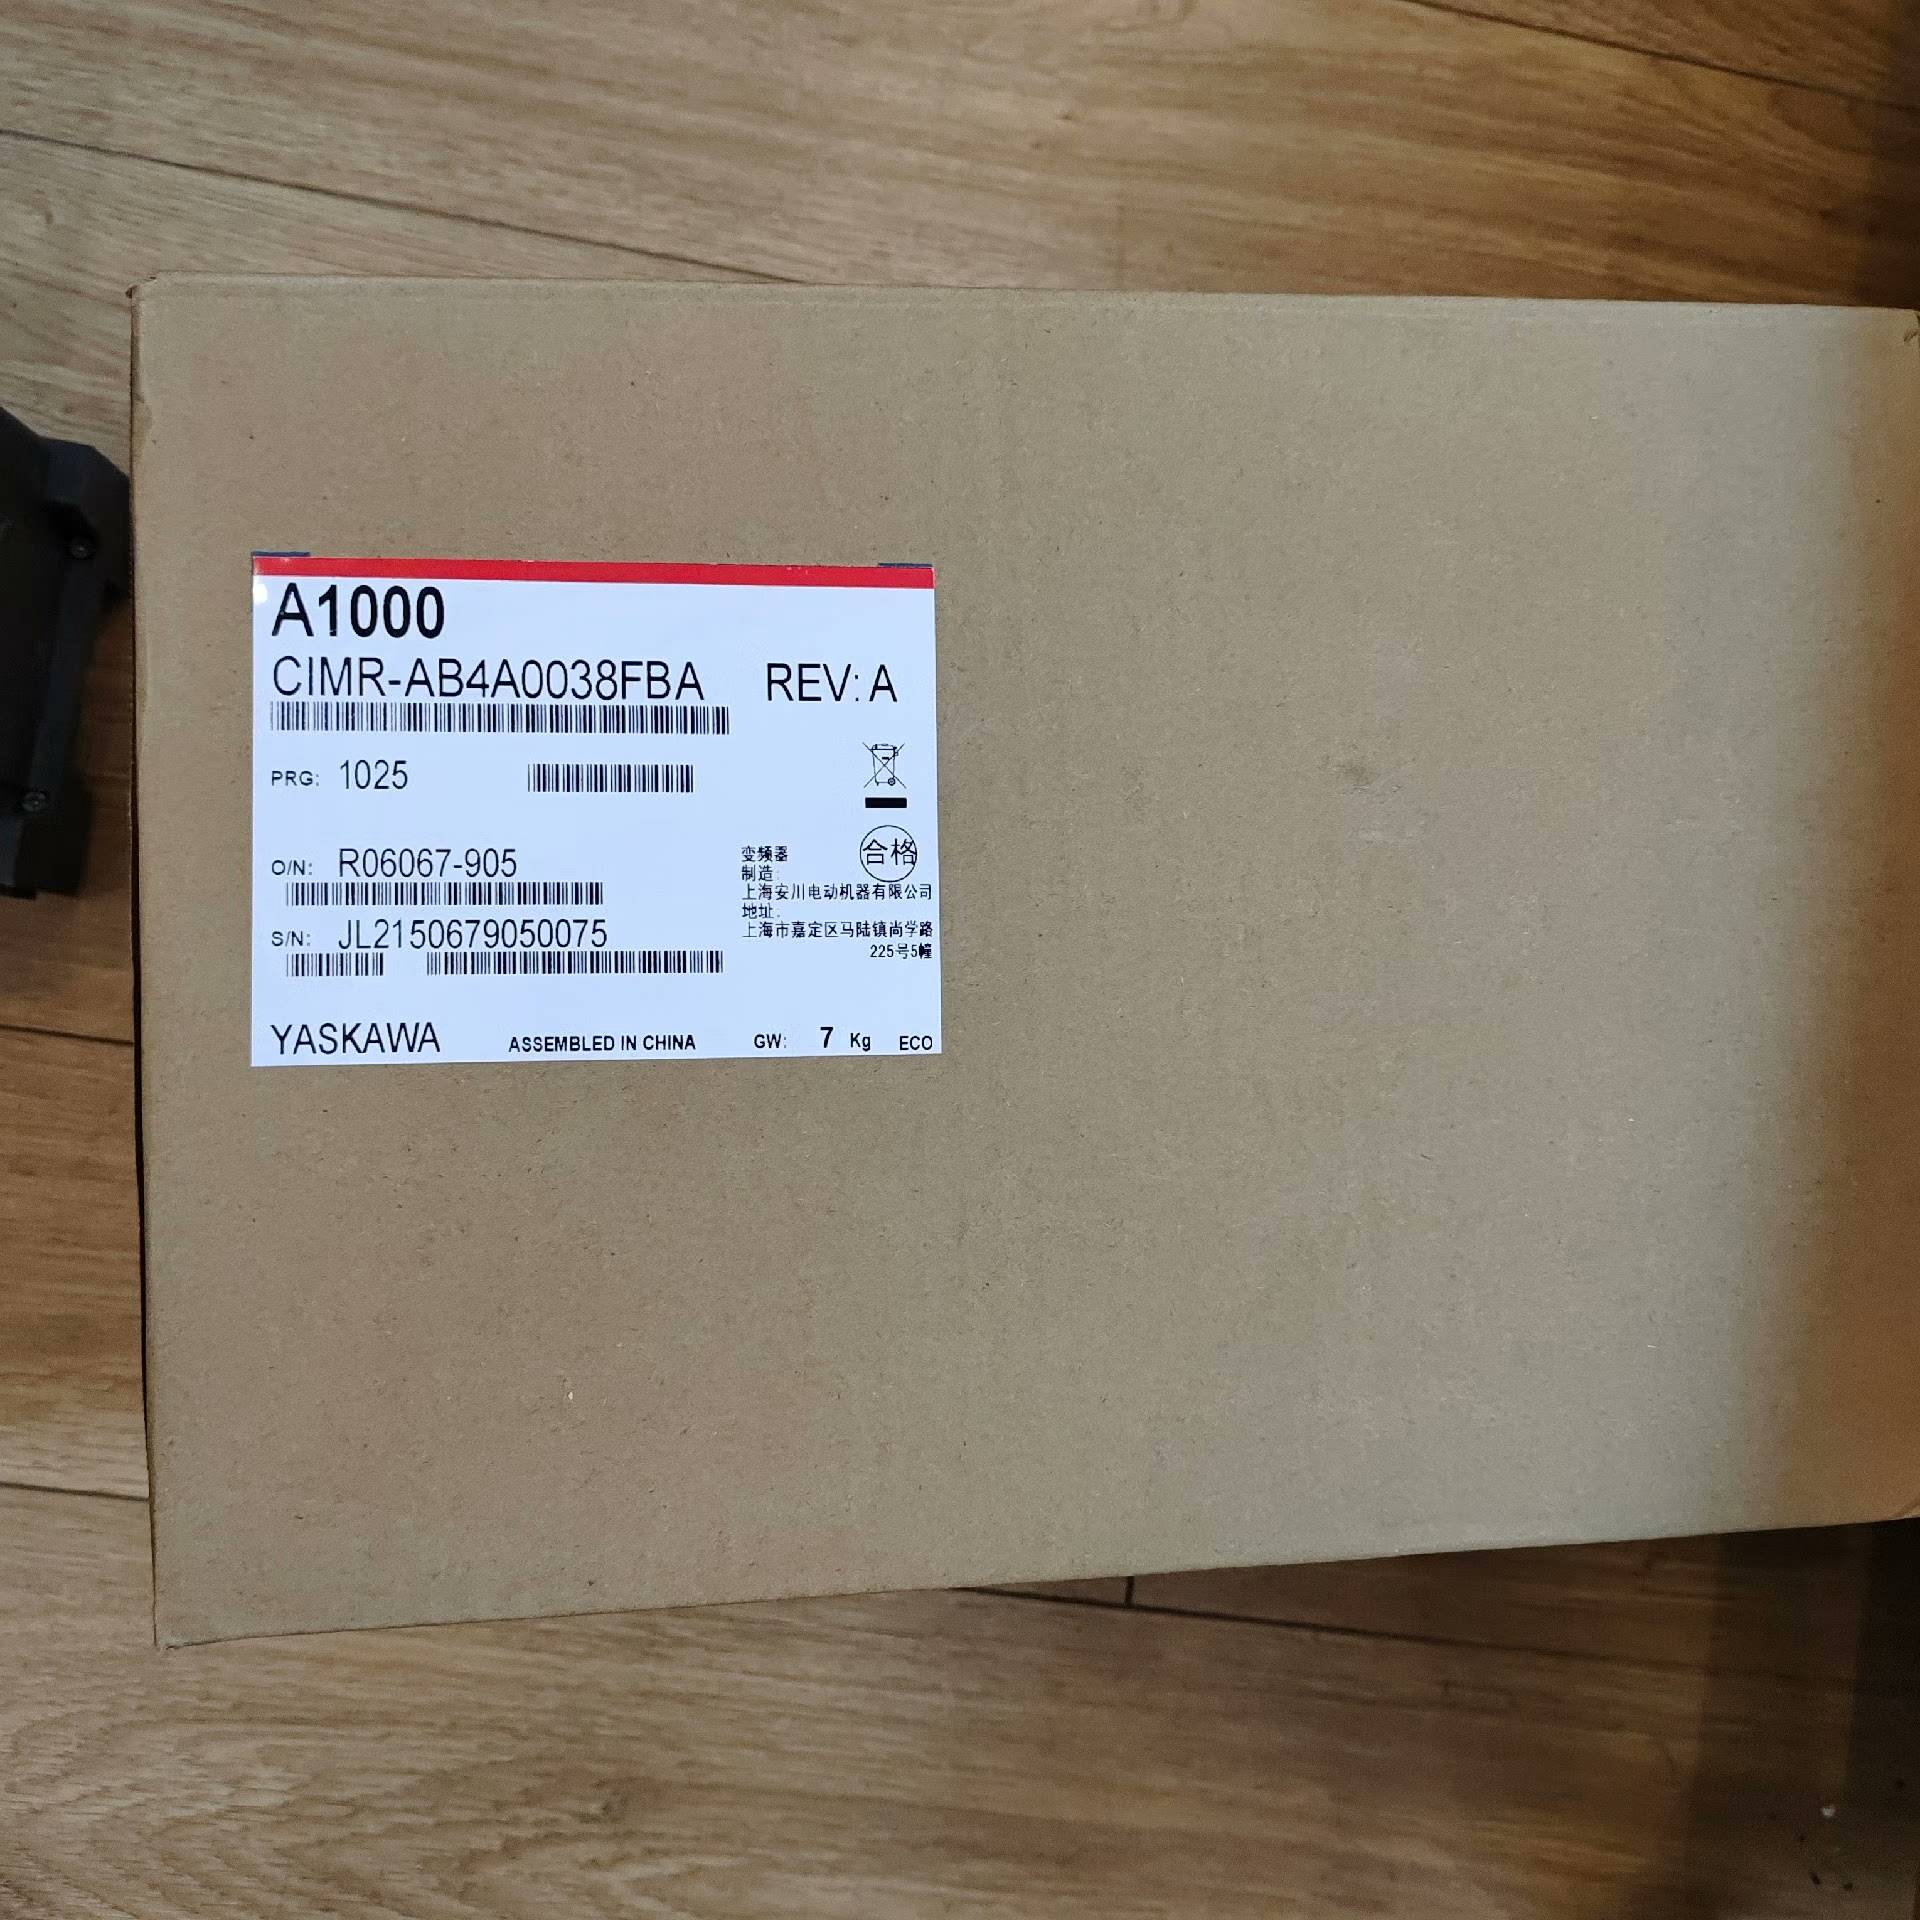 A1000
CIMR-AB4A0038FBA REV: A
PRG: 1025
O/N: R06067-905
S/N: JL2150679050075
合格
变频器
制造:
上海安川电动机器有限公司
地址:
上海市嘉定区马陆镇尚学路
225号5幢
YASKAWA ASSEMBLED IN CHINA GW: 7 Kg ECO